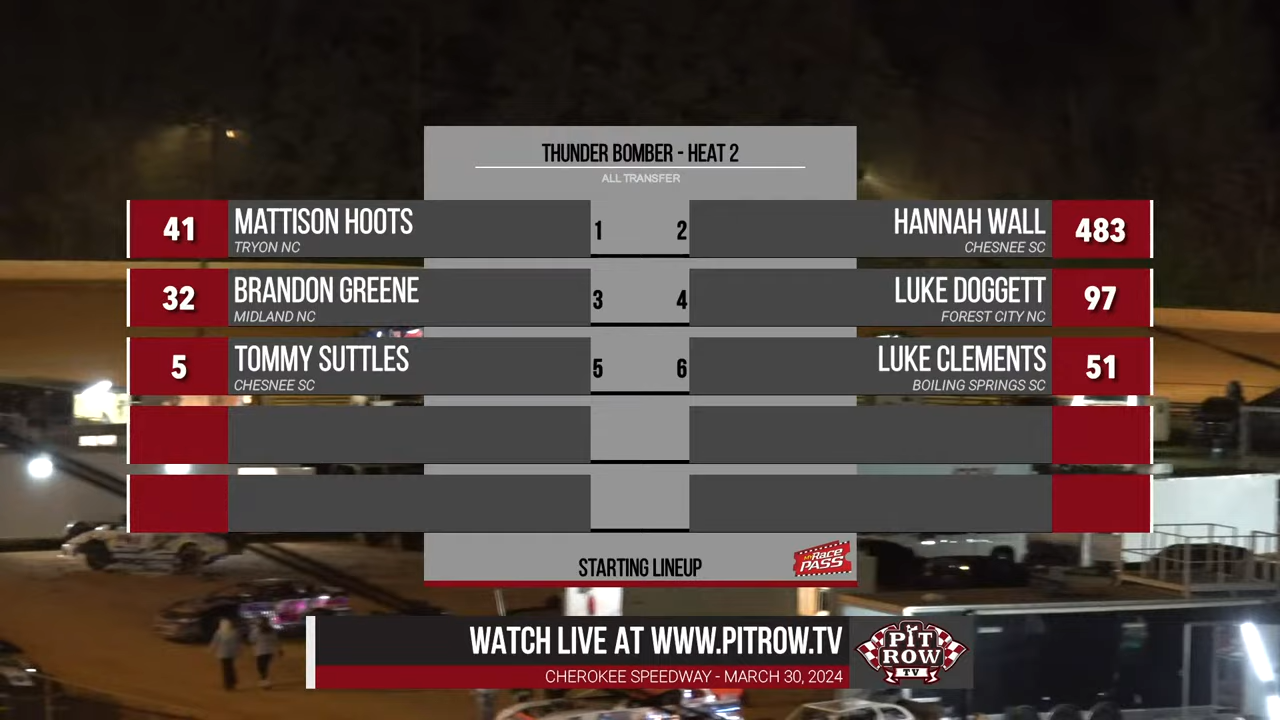 THUNDER BOMBER - HEAT 2
ALL TRANSFER
41 MATTISON HOOTS 1 2 HANNAH WALL 483
TRYON NC CHESNEE SC
32 BRANDON GREENE 3 4 LUKE DOGGETT 97
MIDLAND NC FOREST CITY NC
5 TOMMY SUTTLES 5 6 LUKE CLEMENTS 51
CHESNEE SC BOILING SPRINGS SC
STARTING LINEUP
MyRace
PASS
WATCH LIVE AT WWW.PITROW.TV
CHEROKEE SPEEDWAY - MARCH 30, 2024
PIT
ROW
TV